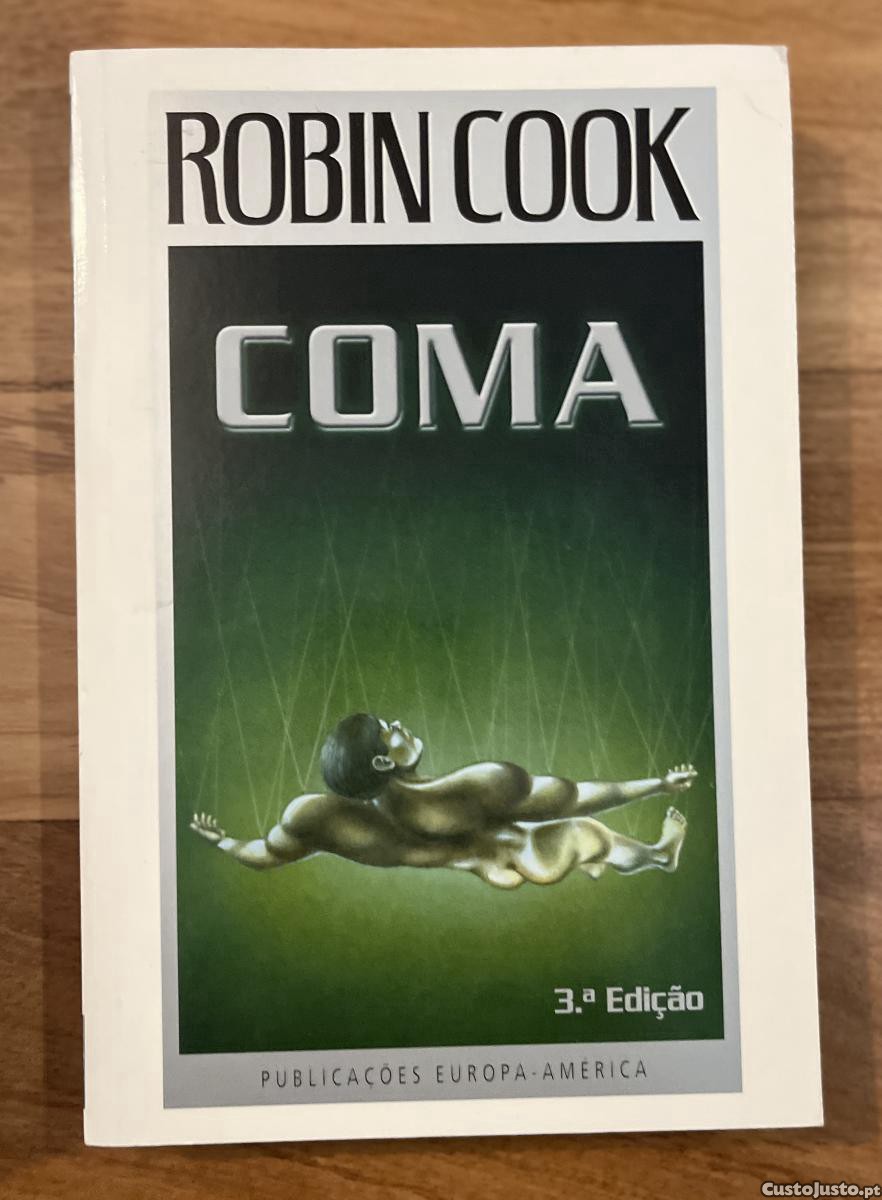 ROBIN COOK
COMA
3.ª Edição
PUBLICAÇÕES EUROPA-AMÉRICA
CustoJusto.pt